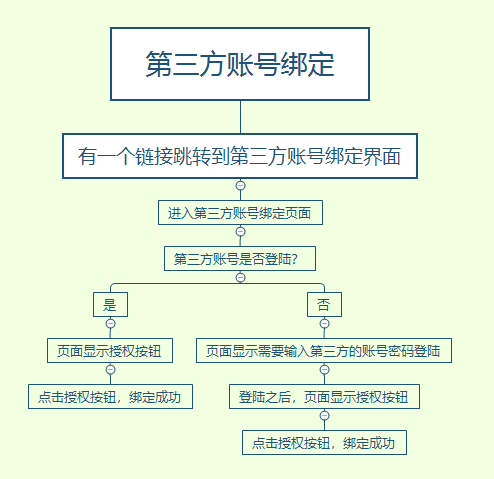 第三方账号绑定
有一个链接跳转到第三方账号绑定界面
进入第三方账号绑定页面
第三方账号是否登陆？
是
否
页面显示授权按钮
页面显示需要输入第三方的账号密码登陆
点击授权按钮，绑定成功
登陆之后，页面显示授权按钮
点击授权按钮，绑定成功